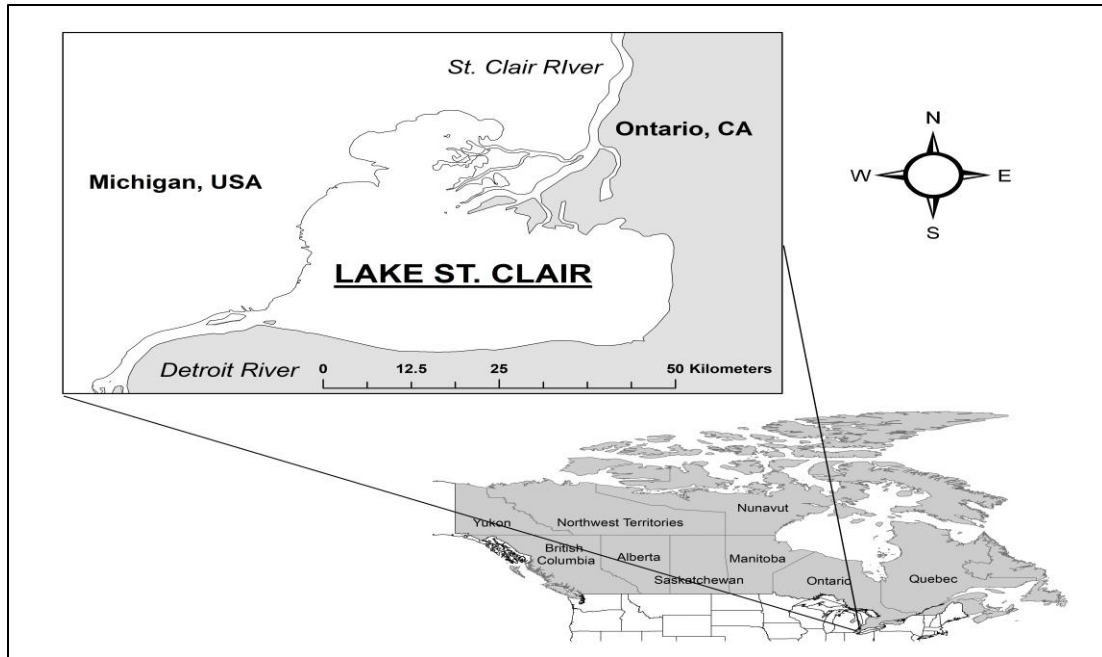 St. Clair RIver
Ontario, CA
Michigan, USA
LAKE ST. CLAIR
Detroit River
0 12.5 25 50 Kilometers
N
W E
S
Nunavut
Yukon
Northwest Territories
British
Columbia
Alberta
Manitoba
Saskatchewan
Ontario
Quebec